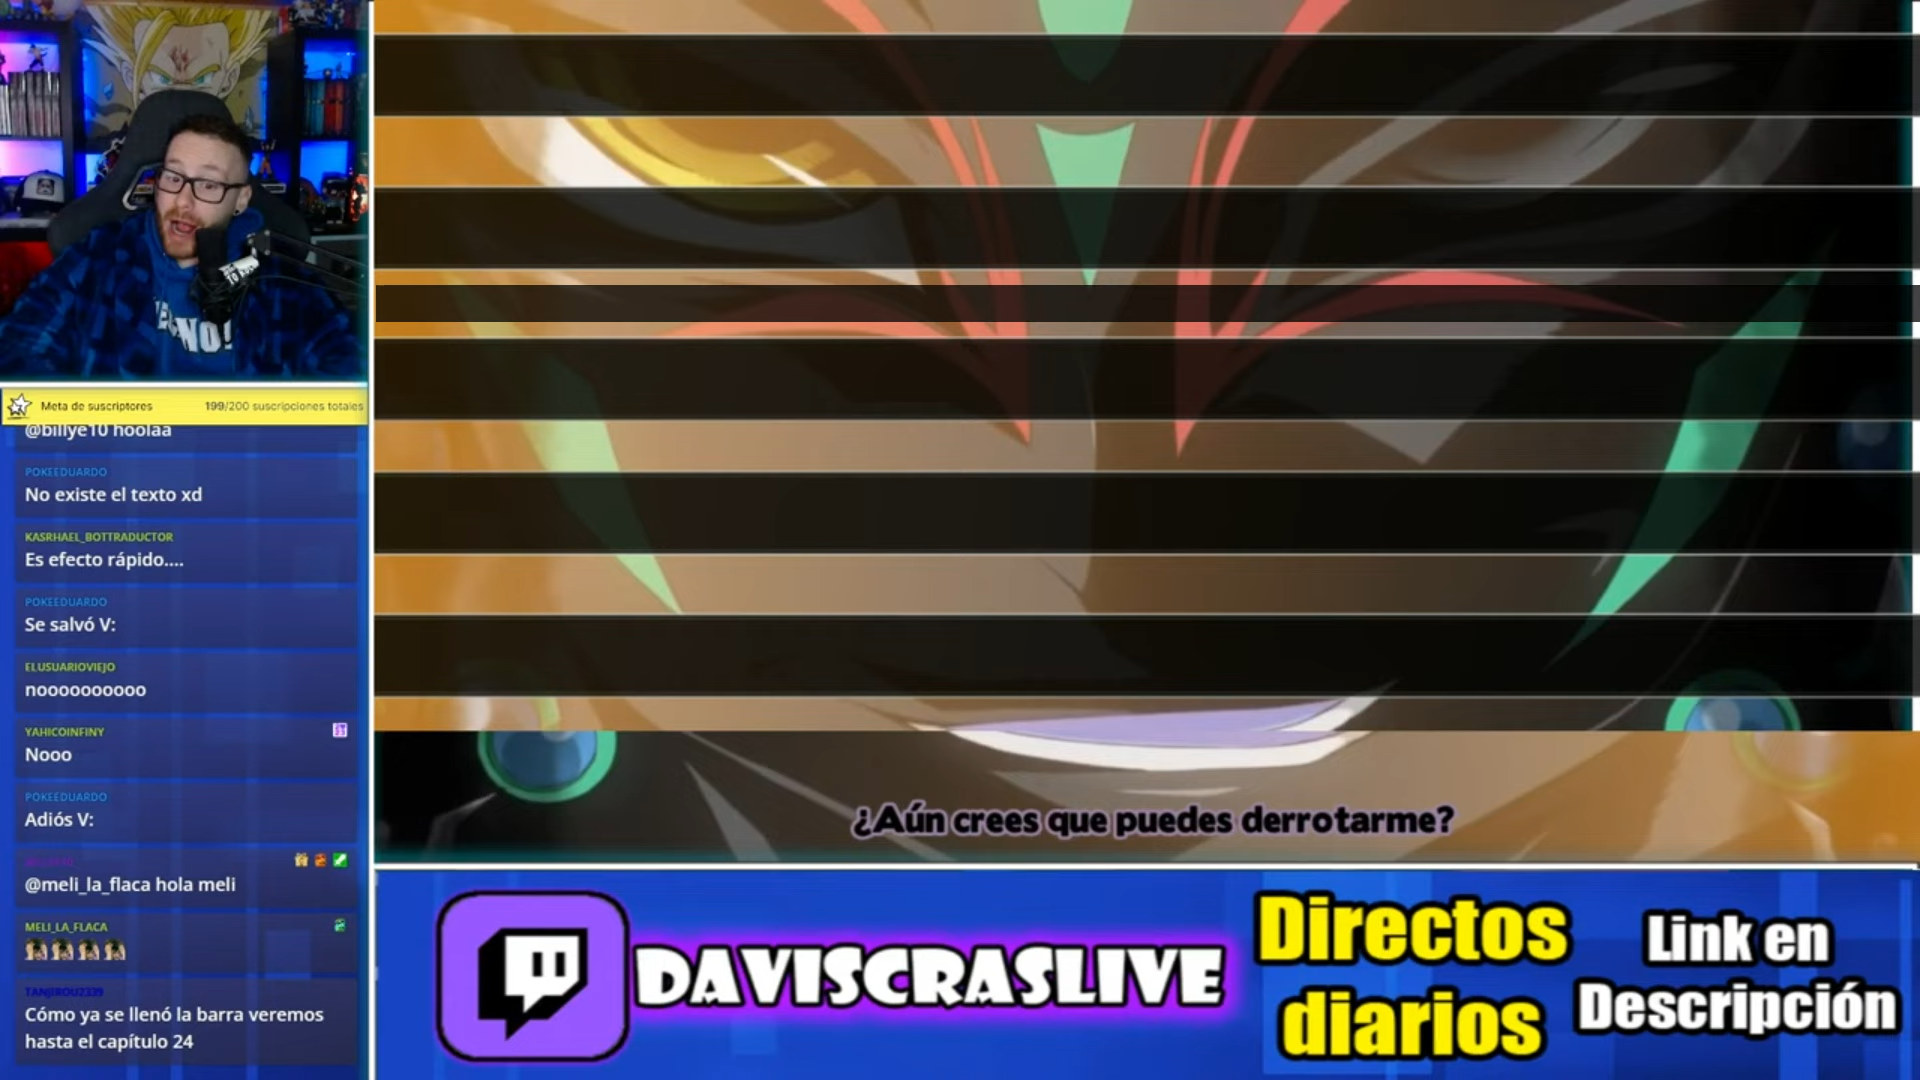 Meta de suscriptores 199/200 suscripciones totales
@billye10 hoolaa
POKEEDUARDO
No existe el texto xd
KASRHAEL_BOTTRADUCTOR
Es efecto rápido....
POKEEDUARDO
Se salvó V:
ELUSUARIOVIEJO
noooooooooo
YAHICOINFINY
Nooo
POKEEDUARDO
Adiós V:
@meli_la_flaca hola meli
MELI_LA_FLACA
TANJIROU2339
Cómo ya se llenó la barra veremos
hasta el capítulo 24
¿Aún crees que puedes derrotarme?
DAVISCRASLIVE
Directos
diarios
Link en
Descripción